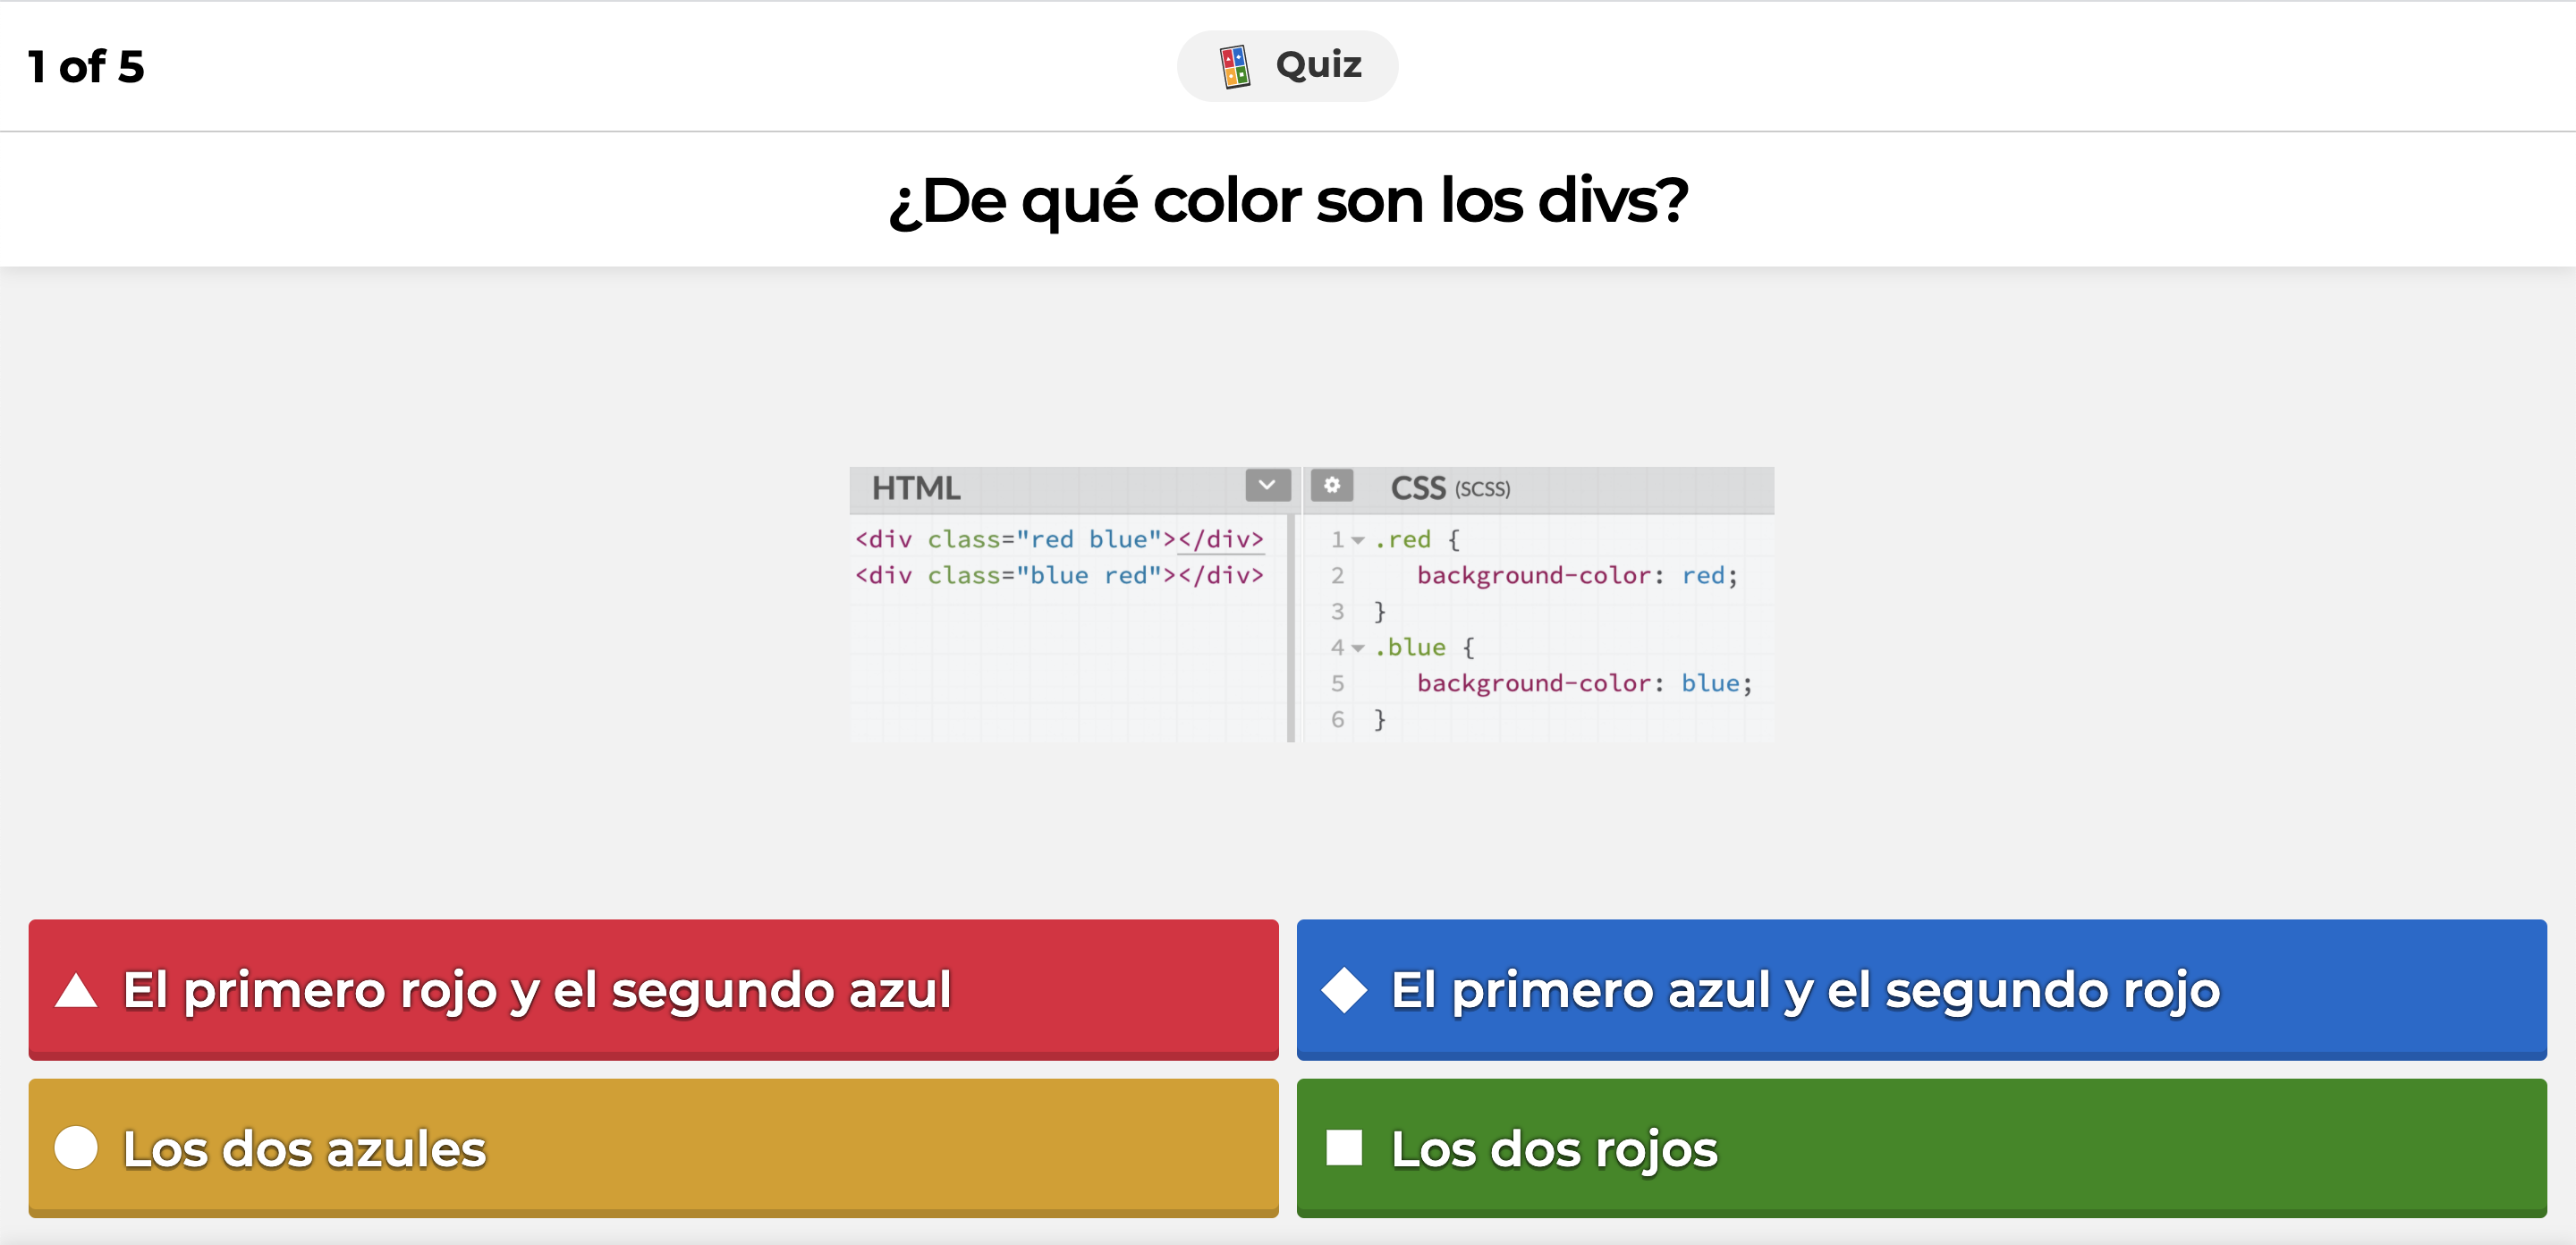 1 of 5
Quiz
¿De qué color son los divs?
HTML
<div class="red blue"></div>
<div class="blue red"></div>
CSS (SCSS)
1 .red {
2 background-color: red;
3 }
4 .blue {
5 background-color: blue;
6 }
El primero rojo y el segundo azul
El primero azul y el segundo rojo
Los dos azules
Los dos rojos